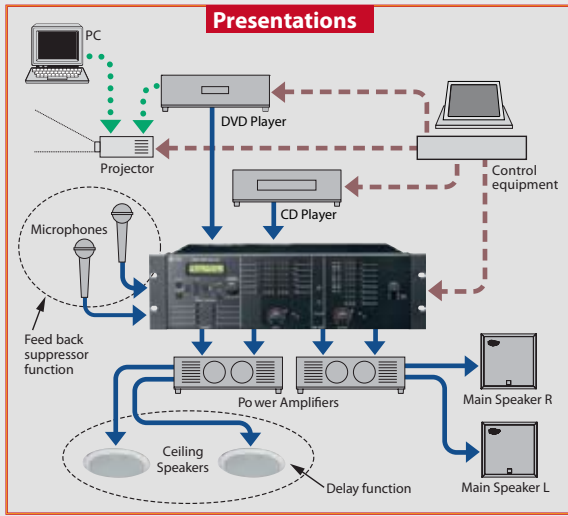 Presentations
PC
DVD Player
Projector
Control
equipment
CD Player
Microphones
Feed back
suppressor
function
Power Amplifiers
Main Speaker R
Ceiling
Speakers
Delay function
Main Speaker L